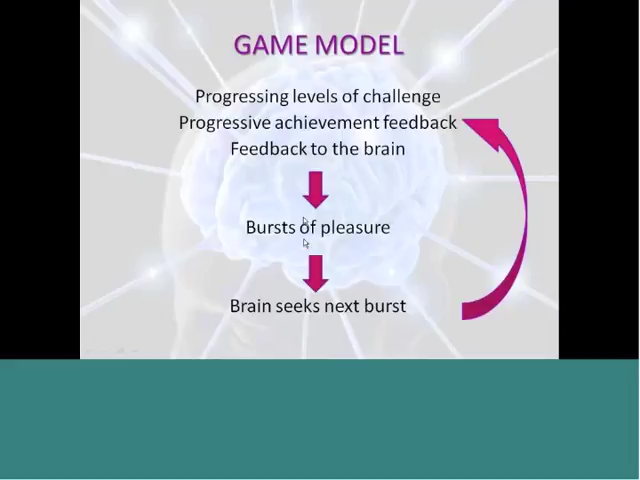 GAME MODEL
Progressing levels of challenge
Progressive achievement feedback
Feedback to the brain
Bursts of pleasure
Brain seeks next burst